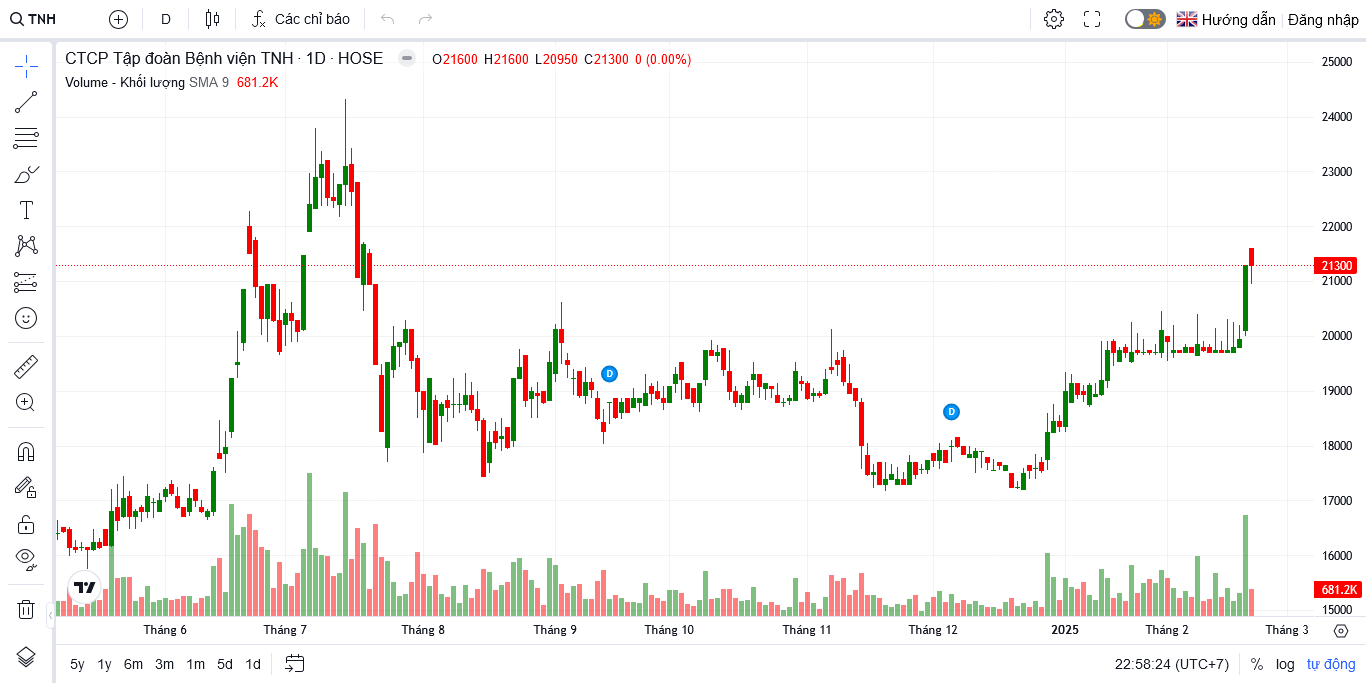 TNH D Các chỉ báo Hướng dẫn Đăng nhập
CTCP Tập đoàn Bệnh viện TNH · 1D · HOSE O21600 H21600 L20950 C21300 0 (0.00%)
Volume - Khối lượng SMA 9 681.2K
25000
24000
23000
22000
21300
21000
20000
19000
18000
17000
16000
681.2K
15000
D
D
Tháng 6 Tháng 7 Tháng 8 Tháng 9 Tháng 10 Tháng 11 Tháng 12 2025 Tháng 2 Tháng 3
5y 1y 6m 3m 1m 5d 1d 22:58:24 (UTC+7) % log tự động